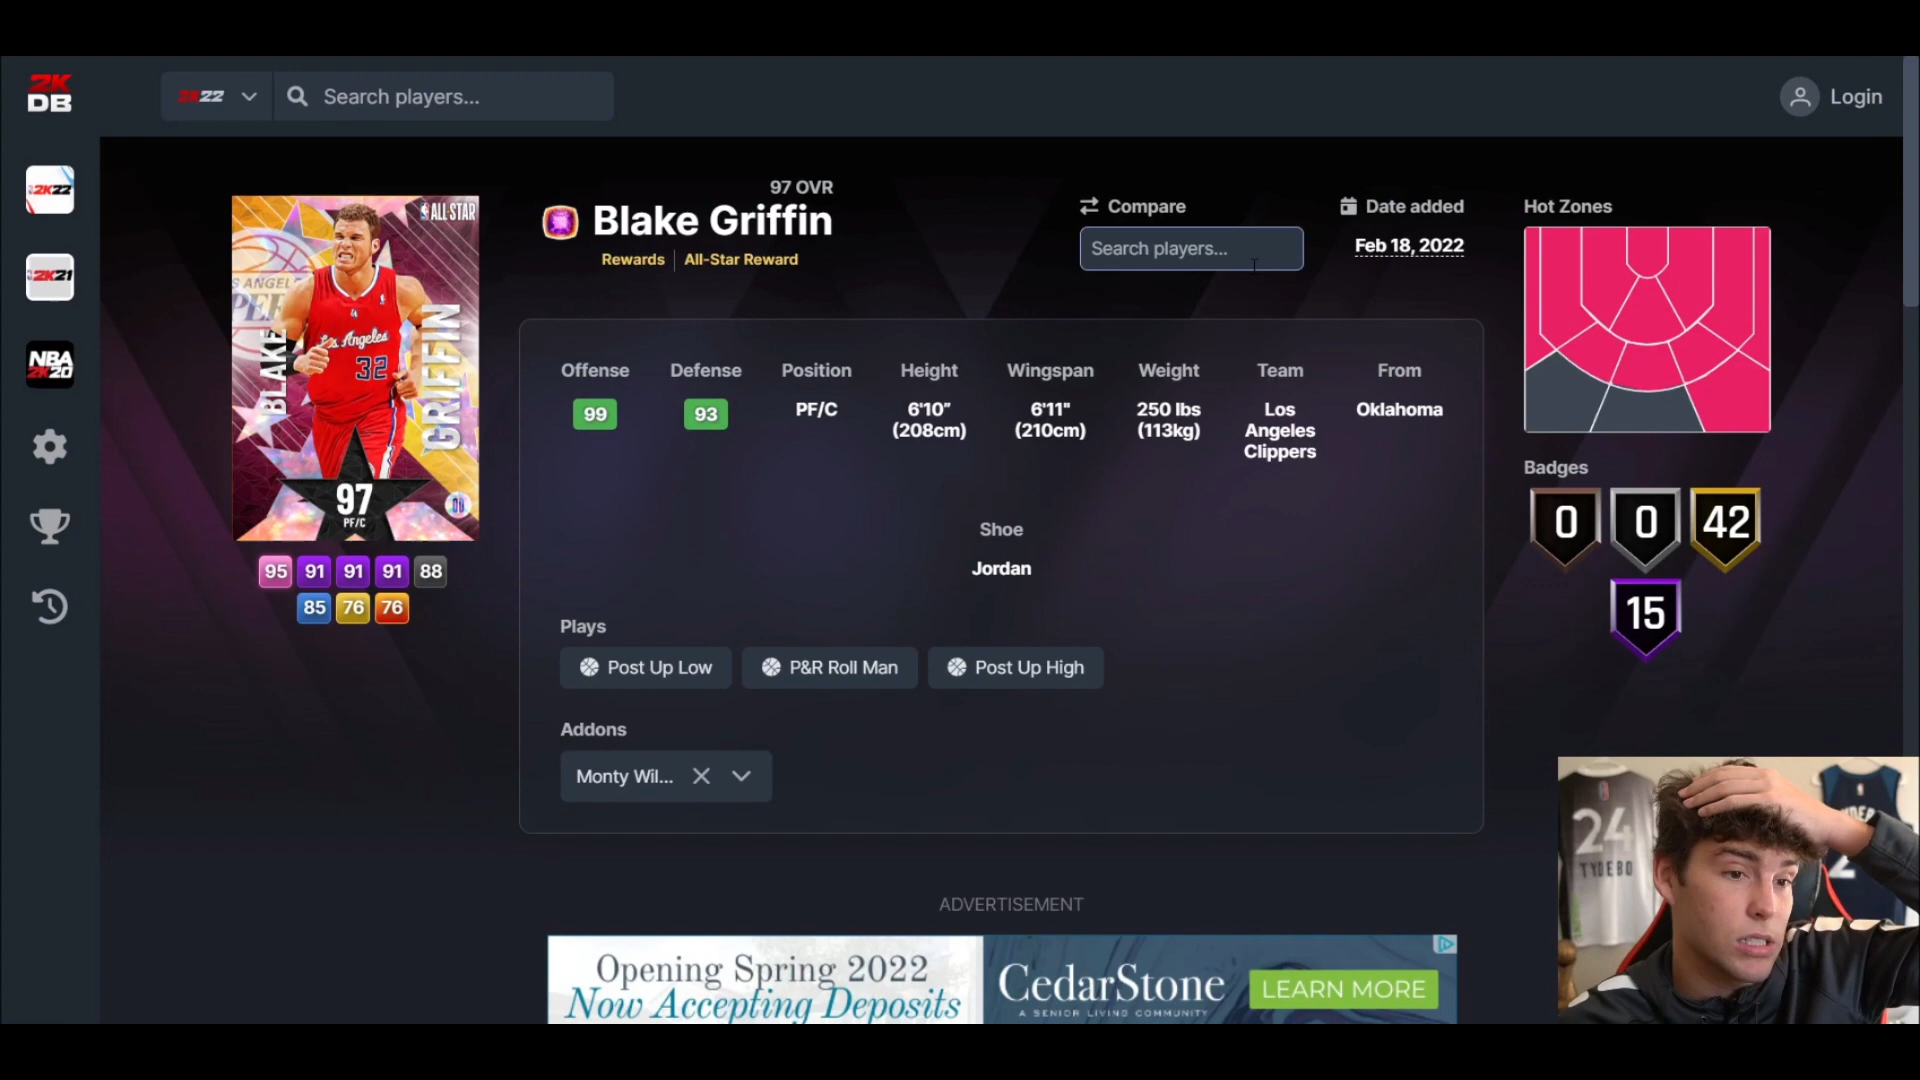 2K
DB
2K22
Search players...
Login
2K22
2K21
NBA
2K20
ALL-STAR
BLAKE
GRIFFIN
Los Angeles
32
97
PF/C
95 91 91 91 88
85 76 76
97 OVR
Blake Griffin
Rewards All-Star Reward
Compare
Search players...
Date added
Feb 18, 2022
Hot Zones
Offense Defense Position Height Wingspan Weight Team From
99 93 PF/C 6'10" 6'11" 250 lbs Los Oklahoma
(208cm) (210cm) (113kg) Angeles
Clippers
Shoe
Jordan
Plays
Post Up Low P&R Roll Man Post Up High
Addons
Monty Wil...
Badges
0 0 42
15
ADVERTISEMENT
Opening Spring 2022
Now Accepting Deposits
CedarStone
A SENIOR LIVING COMMUNITY
LEARN MORE
24
TYDEBO